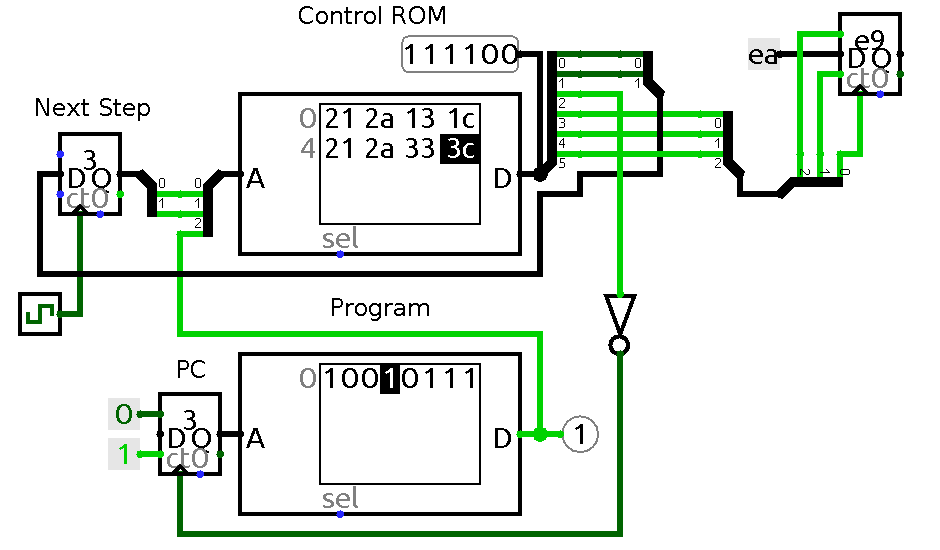 Control ROM
111100
ea
e9
D Q
ct0
0
1
2
3
4
5
0
1
0
1
2
2 1 0
Next Step
3
D Q
ct0
0
1
0
1
2
A
0 21 2a 13 1c
4 21 2a 33 3c
D
sel
Program
PC
0
1
3
D Q
ct0
A
0 10010111
D
1
sel